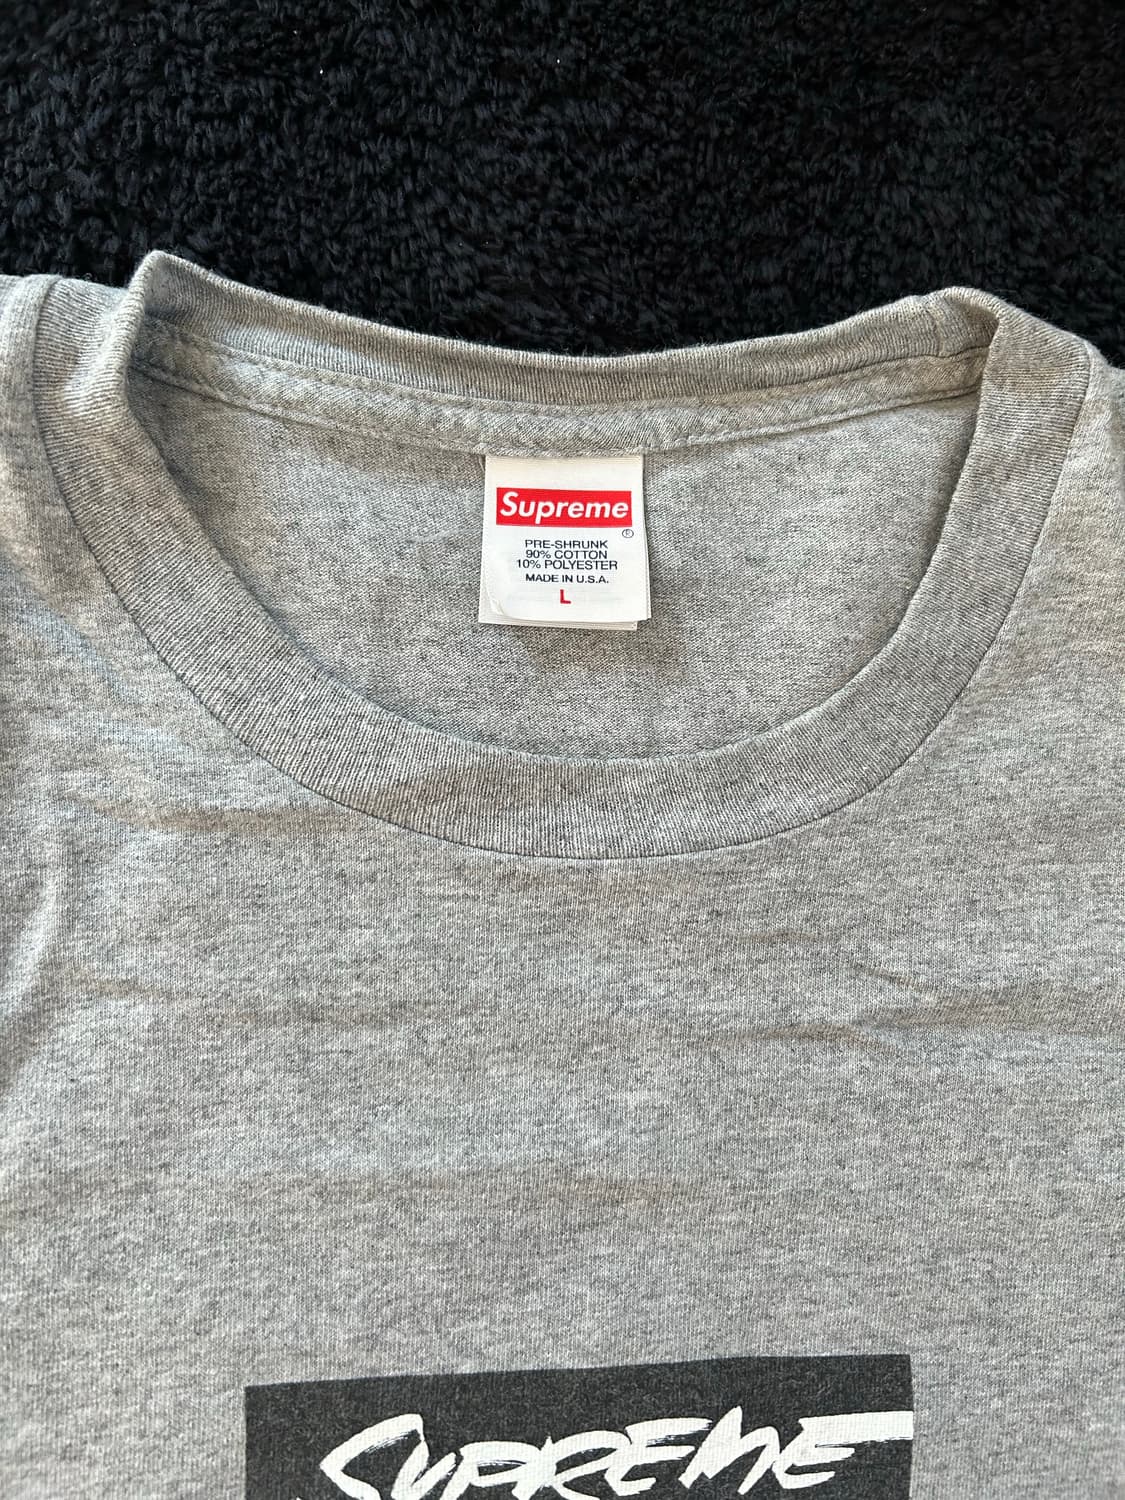 Supreme
®
PRE-SHRUNK
90% COTTON
10% POLYESTER
MADE IN U.S.A.
L
SUPREME